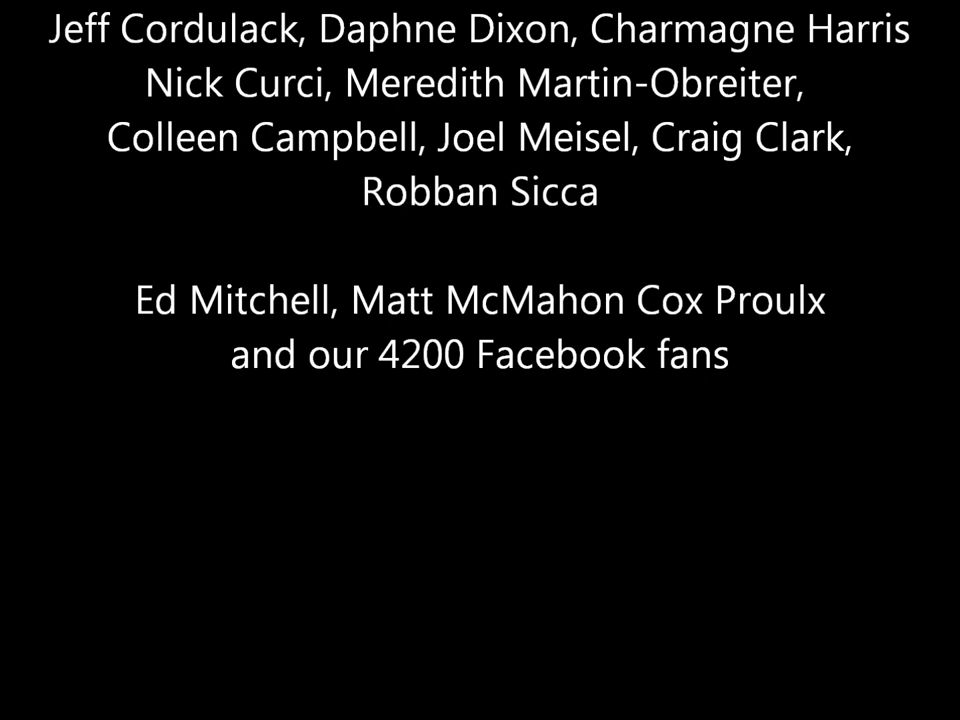 Jeff Cordulack, Daphne Dixon, Charmagne Harris
Nick Curci, Meredith Martin-Obreiter,
Colleen Campbell, Joel Meisel, Craig Clark,
Robban Sicca
Ed Mitchell, Matt McMahon Cox Proulx
and our 4200 Facebook fans